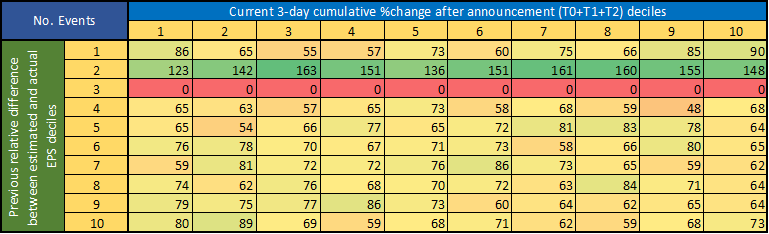 No. Events
Current 3-day cumulative %change after announcement (T0+T1+T2) deciles
1 2 3 4 5 6 7 8 9 10
Previous relative difference
between estimated and actual
EPS deciles
1 86 65 55 57 73 60 75 66 85 90
2 123 142 163 151 136 151 161 160 155 148
3 0 0 0 0 0 0 0 0 0 0
4 65 63 57 65 73 58 68 59 48 68
5 65 54 66 77 65 72 81 83 78 64
6 76 78 70 67 71 73 58 66 80 65
7 59 81 72 72 76 86 73 65 59 62
8 74 62 76 68 70 72 63 84 71 64
9 79 75 77 86 73 60 64 62 65 64
10 80 89 69 59 68 71 62 59 68 73